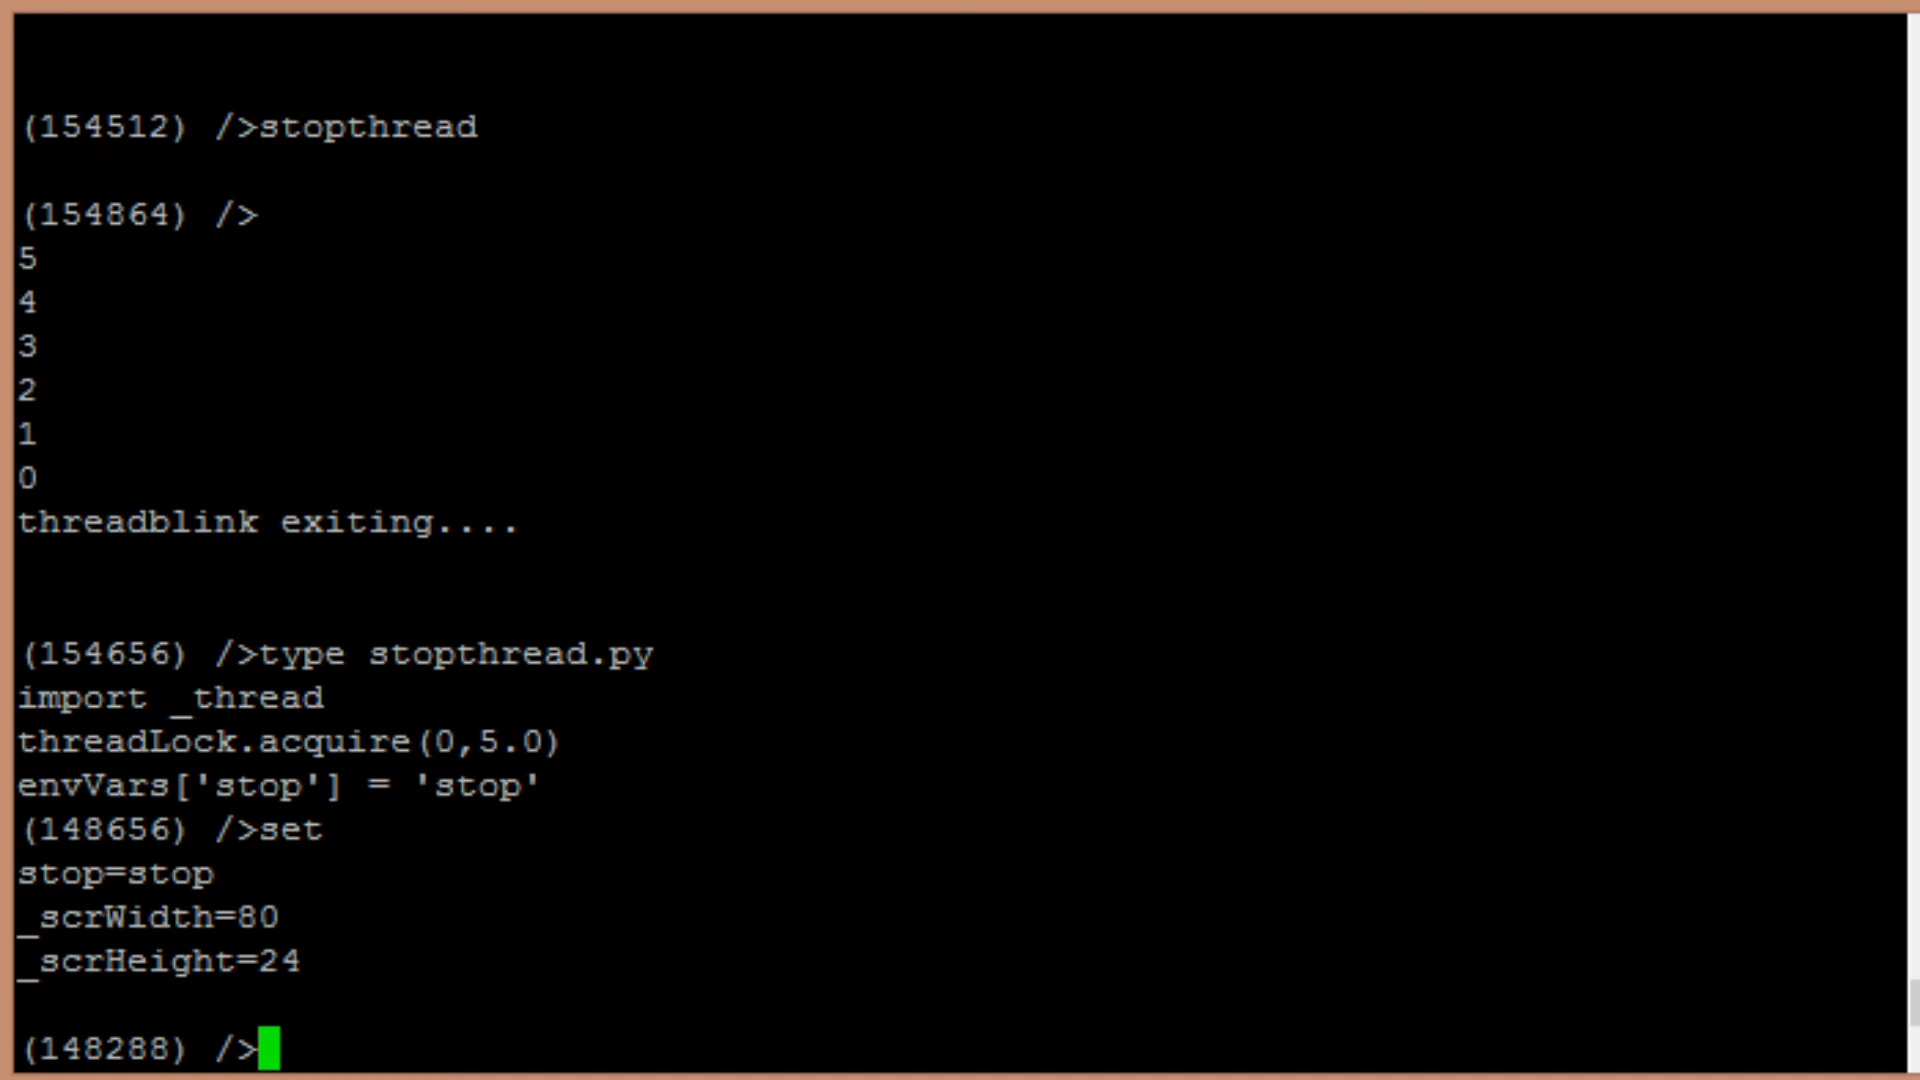 (154512) />stopthread
(154864) />
5
4
3
2
1
0
threadblink exiting....
(154656) />type stopthread.py
import _thread
threadLock.acquire(0,5.0)
envVars['stop'] = 'stop'
(148656) />set
stop=stop
_scrWidth=80
_scrHeight=24
(148288) />